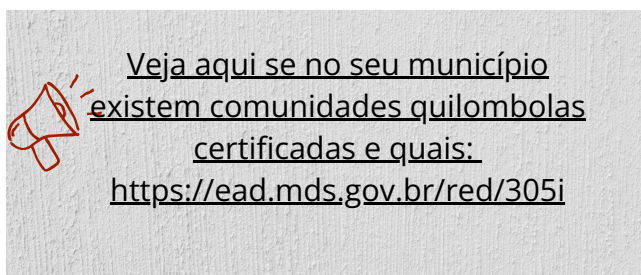 Veja aqui se no seu município
existem comunidades quilombolas
certificadas e quais:
https://ead.mds.gov.br/red/305i